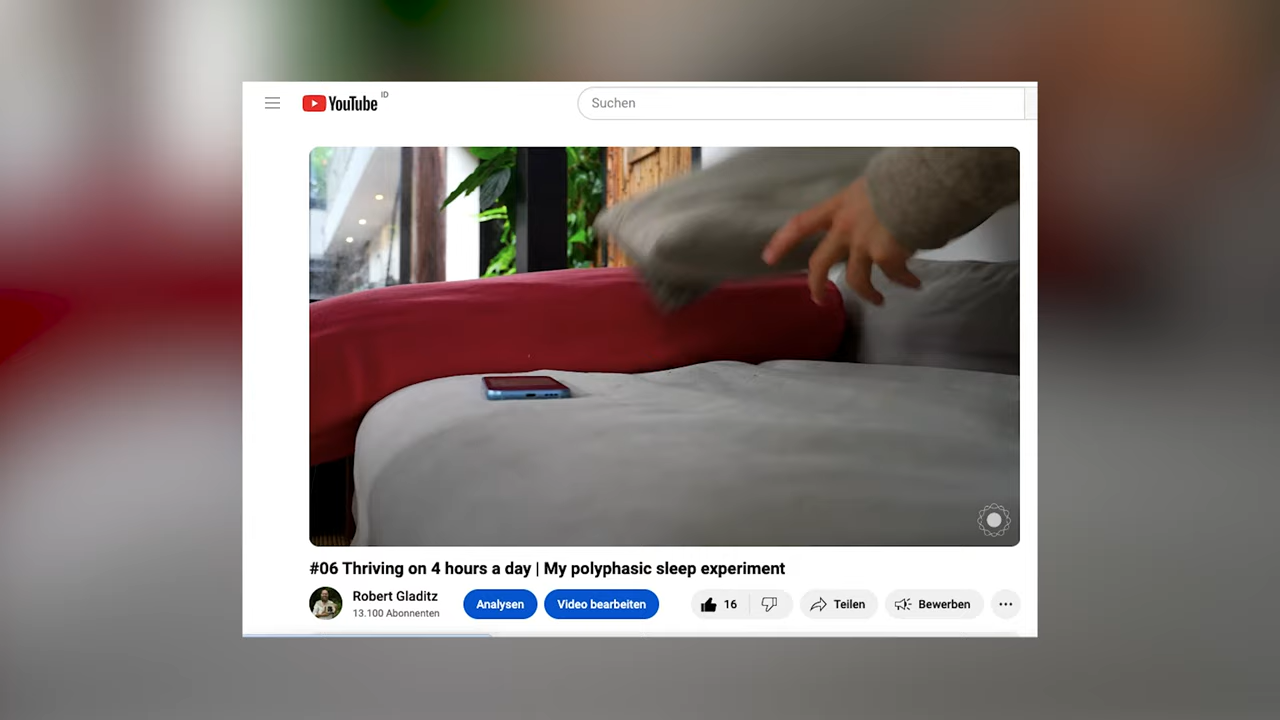 YouTube ID
Suchen
#06 Thriving on 4 hours a day | My polyphasic sleep experiment
Robert Gladitz
13.100 Abonnenten
Analysen
Video bearbeiten
16
Teilen
Bewerben